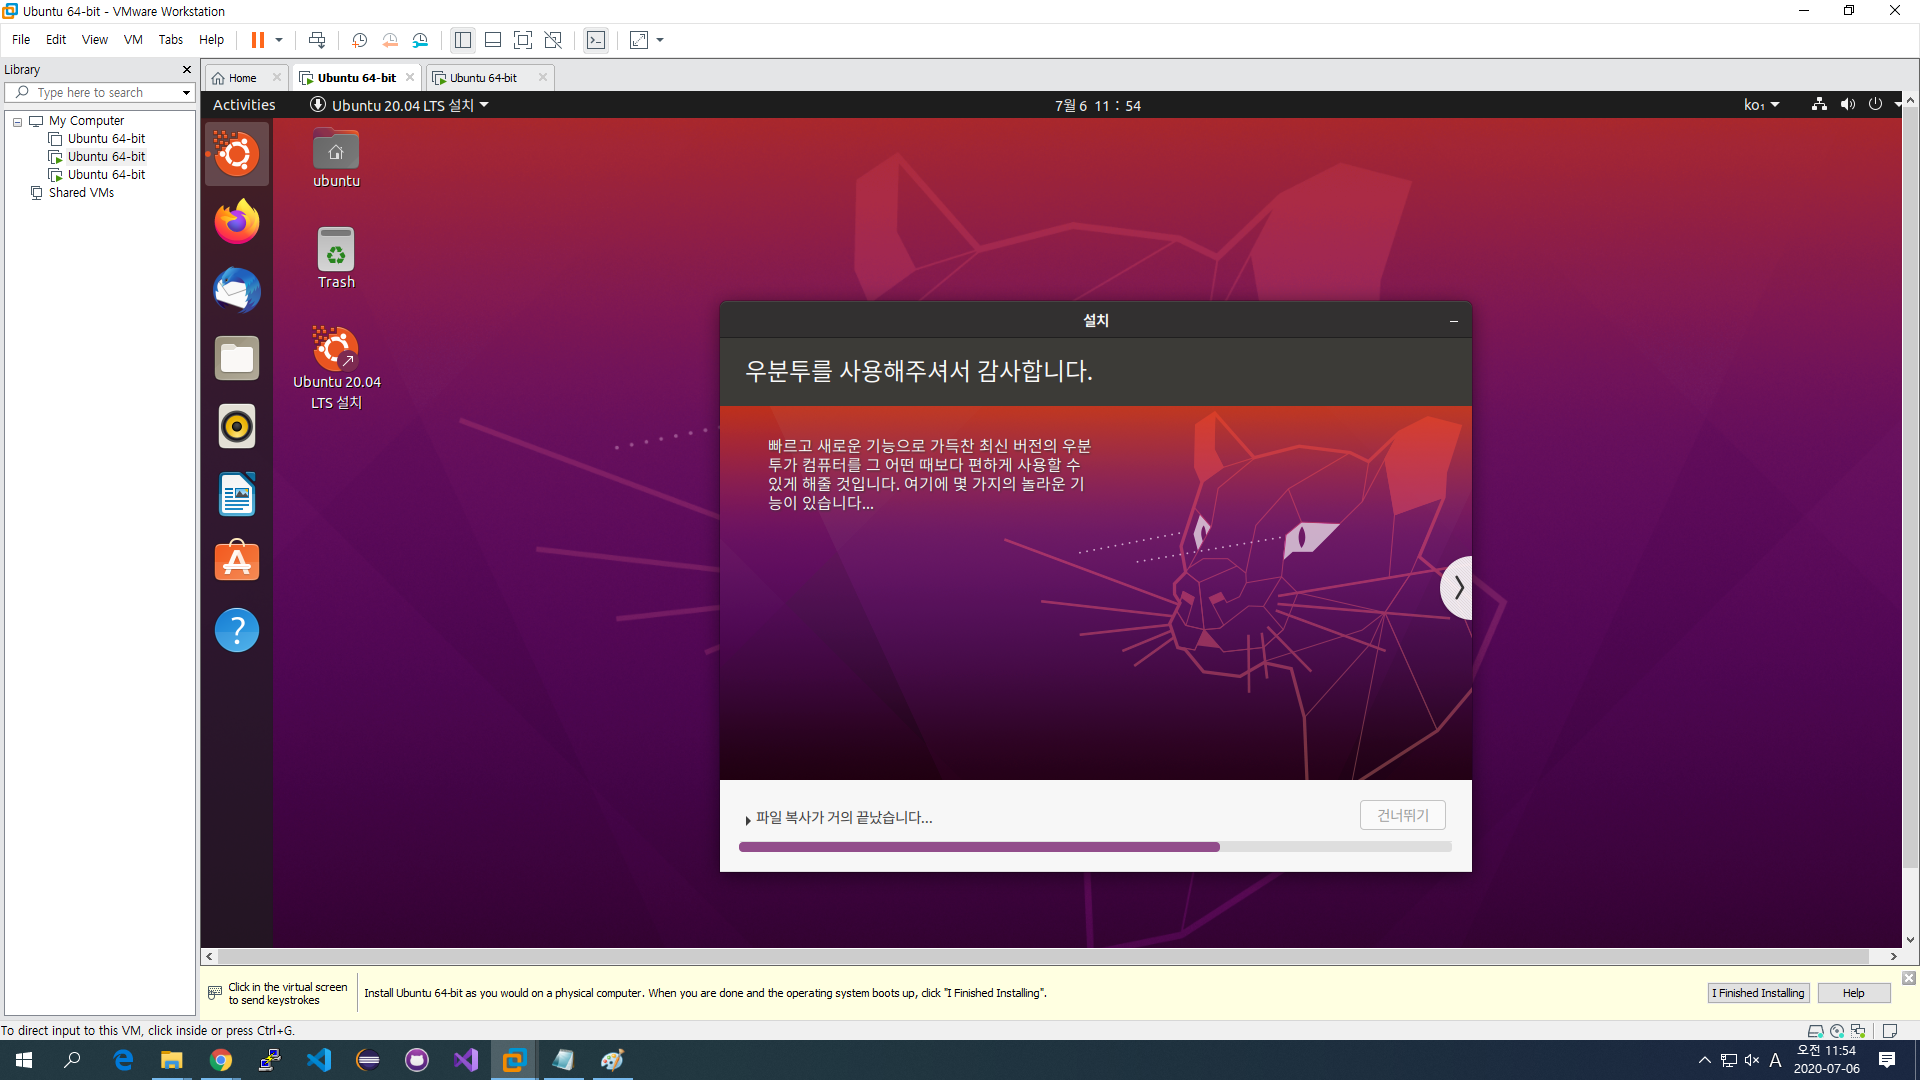 Ubuntu 64-bit - VMware Workstation
File Edit View VM Tabs Help
Library
Type here to search
My Computer
Ubuntu 64-bit
Ubuntu 64-bit
Ubuntu 64-bit
Shared VMs
Home
Ubuntu 64-bit
Ubuntu 64-bit
Activities
Ubuntu 20.04 LTS 설치
7월 6 11 : 54
ko₁
ubuntu
Trash
Ubuntu 20.04
LTS 설치
설치
우분투를 사용해주셔서 감사합니다.
빠르고 새로운 기능으로 가득찬 최신 버전의 우분
투가 컴퓨터를 그 어떤 때보다 편하게 사용할 수
있게 해줄 것입니다. 여기에 몇 가지의 놀라운 기
능이 있습니다...
파일 복사가 거의 끝났습니다...
건너뛰기
Click in the virtual screen
to send keystrokes
Install Ubuntu 64-bit as you would on a physical computer. When you are done and the operating system boots up, click "I Finished Installing".
I Finished Installing
Help
To direct input to this VM, click inside or press Ctrl+G.
A
오전 11:54
2020-07-06